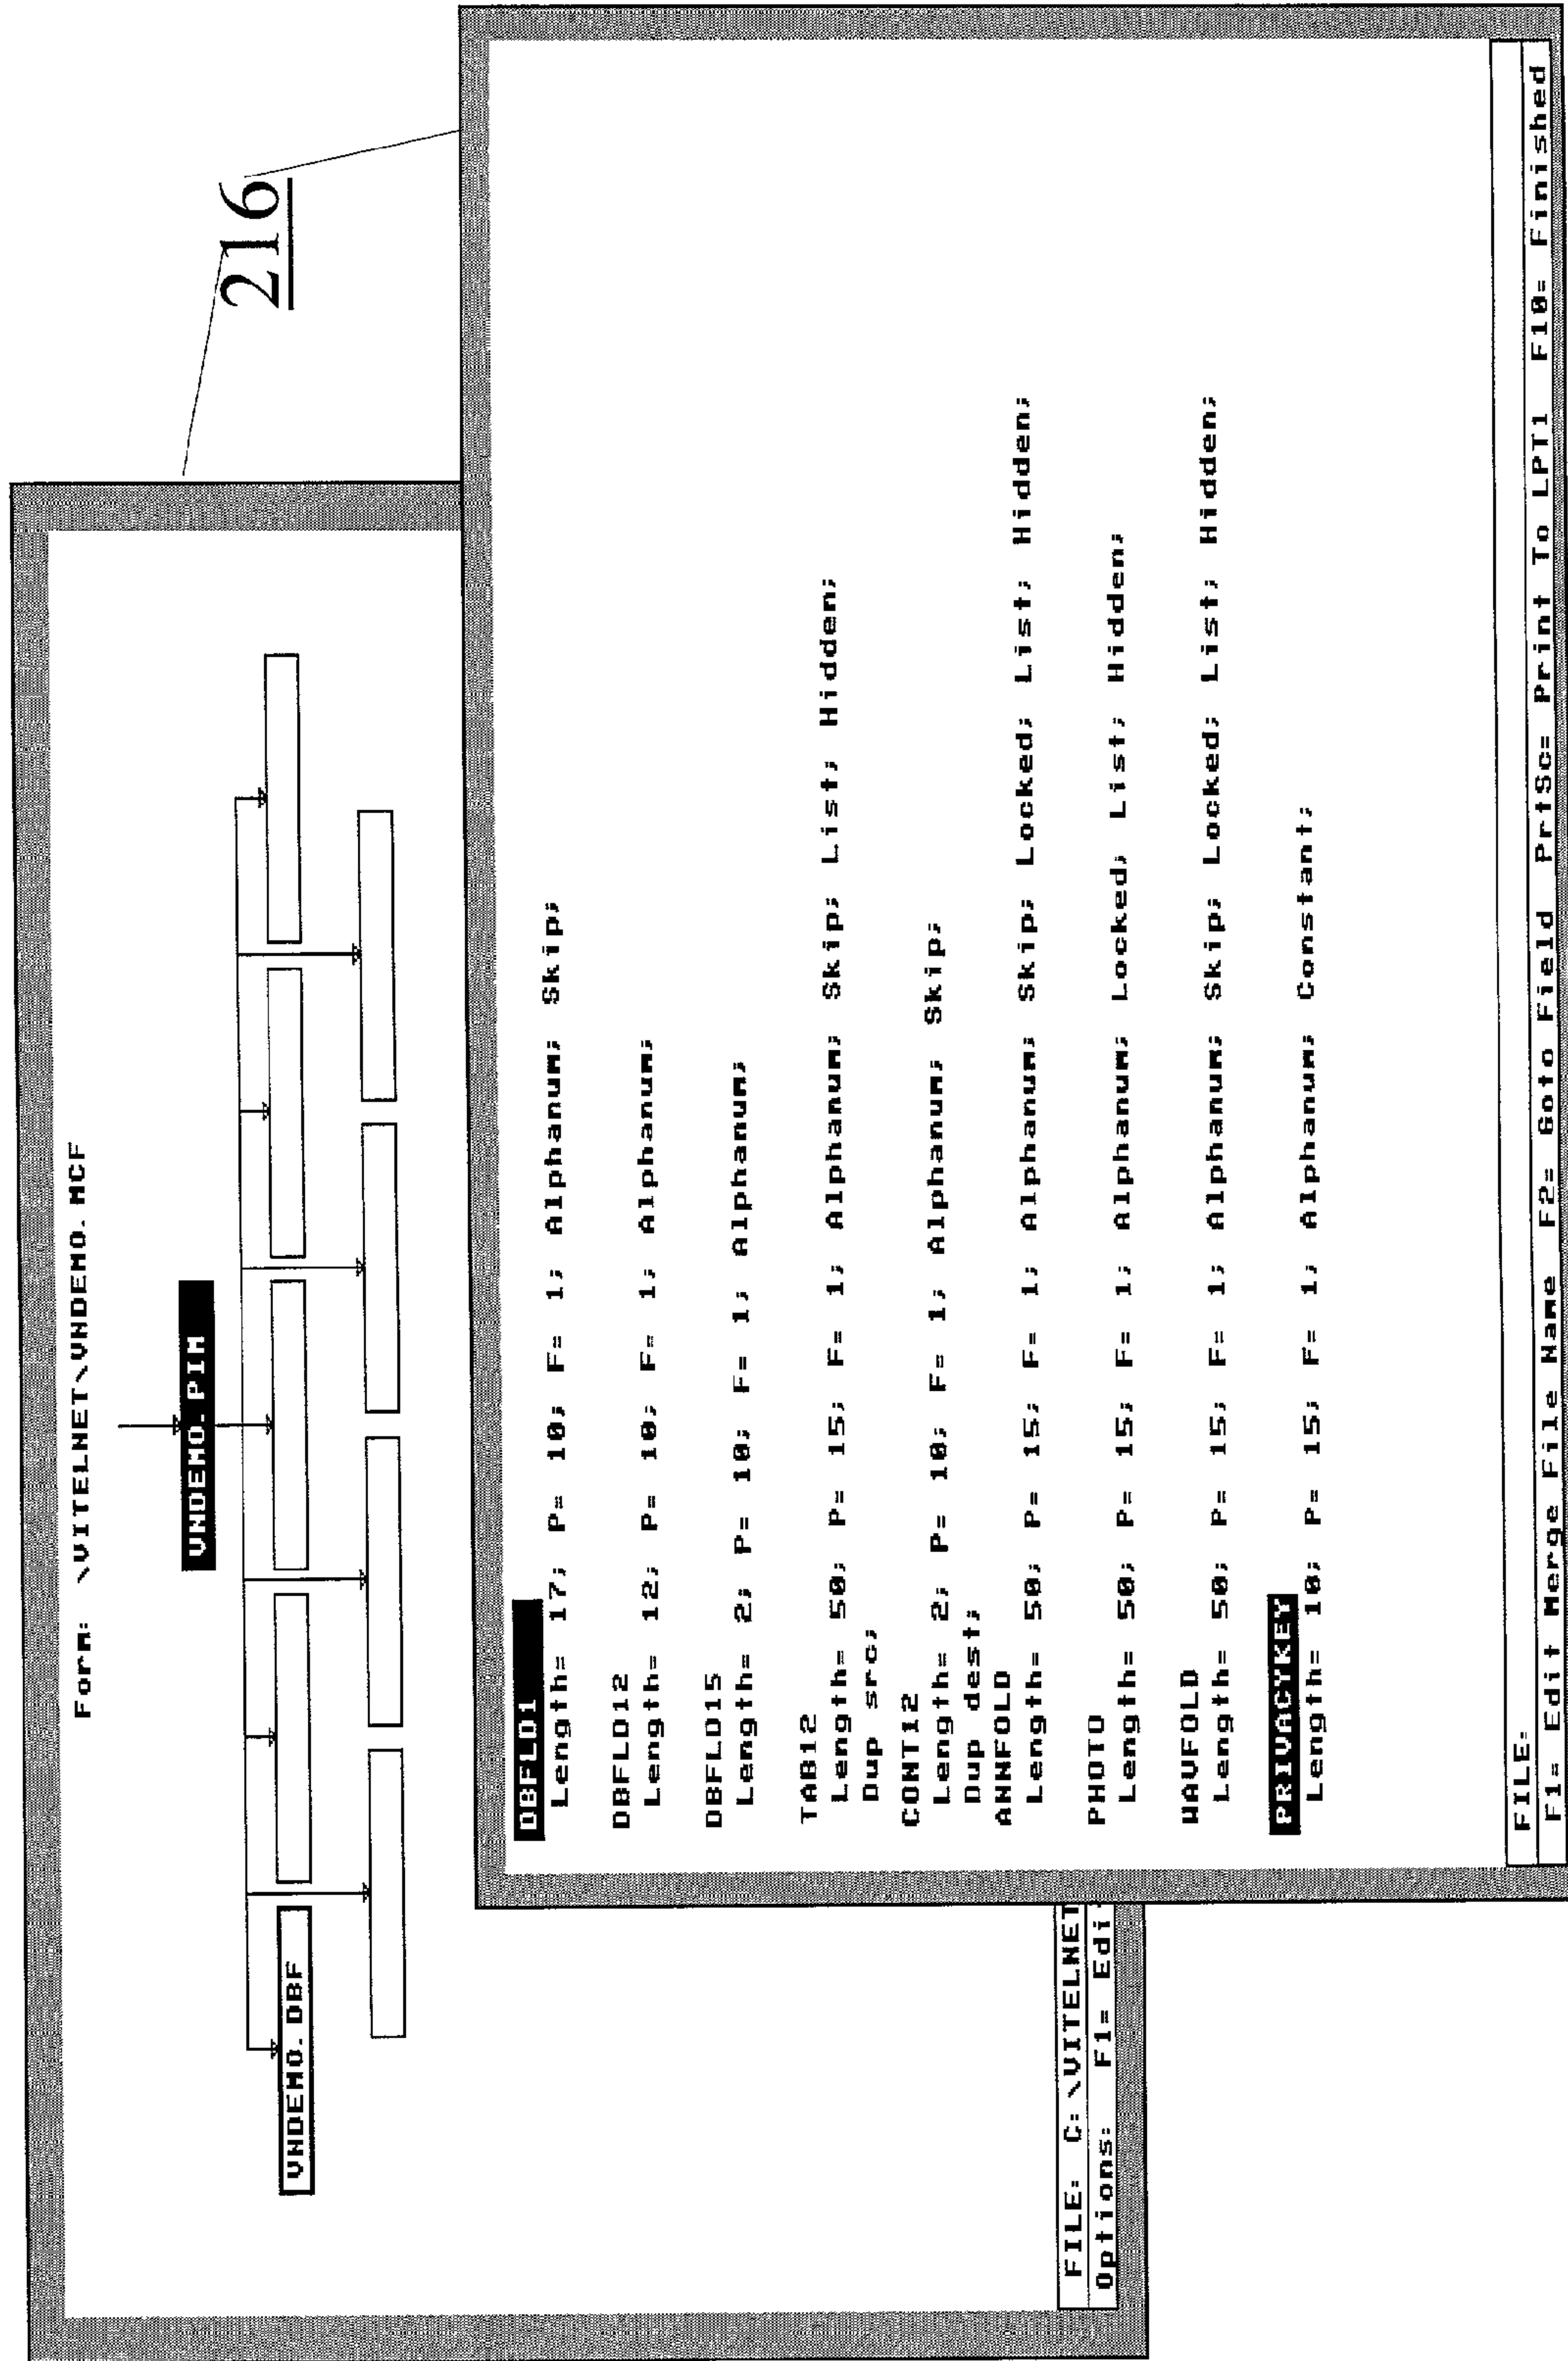 216
Form: \VITELNET\VNDEMO.MCF
VNDEMO.PIM
VNDEMO.DBF
FILE: C:\VITELNET
Options: F1= Edi
DBFLD1
Length= 17; P= 10; F= 1; Alphanum; Skip;
DBFLD12
Length= 12; P= 10; F= 1; Alphanum;
DBFLD15
Length= 2; P= 10; F= 1; Alphanum;
TAB12
Length= 50; P= 15; F= 1; Alphanum; Skip; List; Hidden;
Dup src;
CONT12
Length= 2; P= 10; F= 1; Alphanum; Skip;
Dup dest;
ANNFOLD
Length= 50; P= 15; F= 1; Alphanum; Skip; Locked; List; Hidden;
PHOTO
Length= 50; P= 15; F= 1; Alphanum; Locked; List; Hidden;
WAVFOLD
Length= 50; P= 15; F= 1; Alphanum; Skip; Locked; List; Hidden;
PRIVACYKEY
Length= 10; P= 15; F= 1; Alphanum; Constant;
FILE:
F1= Edit Merge File Name F2= Goto Field PrtSc= Print To LPT1 F10= Finished